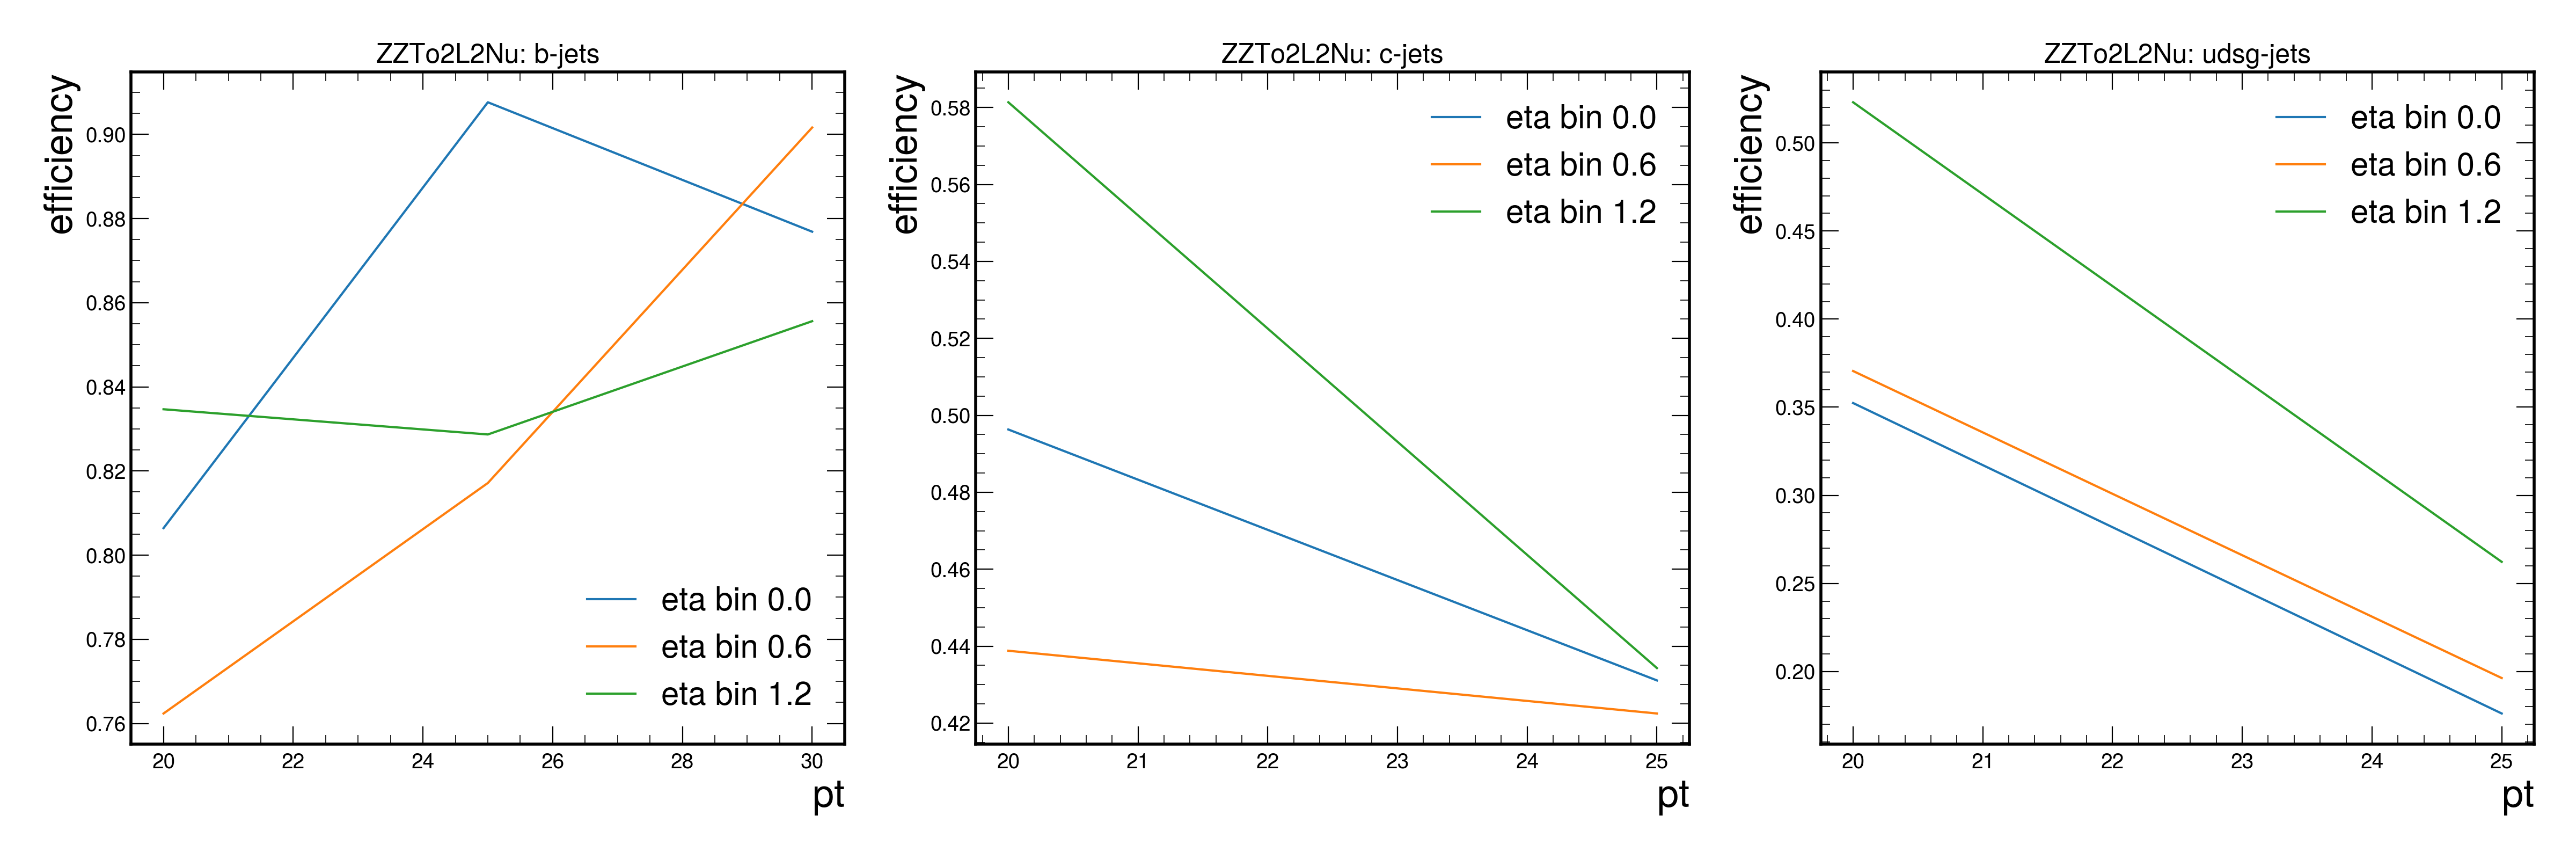 ZZTo2L2Nu: b-jets
efficiency
0.90
0.88
0.86
0.84
0.82
0.80
0.78
0.76
eta bin 0.0
eta bin 0.6
eta bin 1.2
20 22 24 26 28 30
pt
ZZTo2L2Nu: c-jets
efficiency
0.58
0.56
0.54
0.52
0.50
0.48
0.46
0.44
0.42
eta bin 0.0
eta bin 0.6
eta bin 1.2
20 21 22 23 24 25
pt
ZZTo2L2Nu: udsg-jets
efficiency
0.50
0.45
0.40
0.35
0.30
0.25
0.20
eta bin 0.0
eta bin 0.6
eta bin 1.2
20 21 22 23 24 25
pt